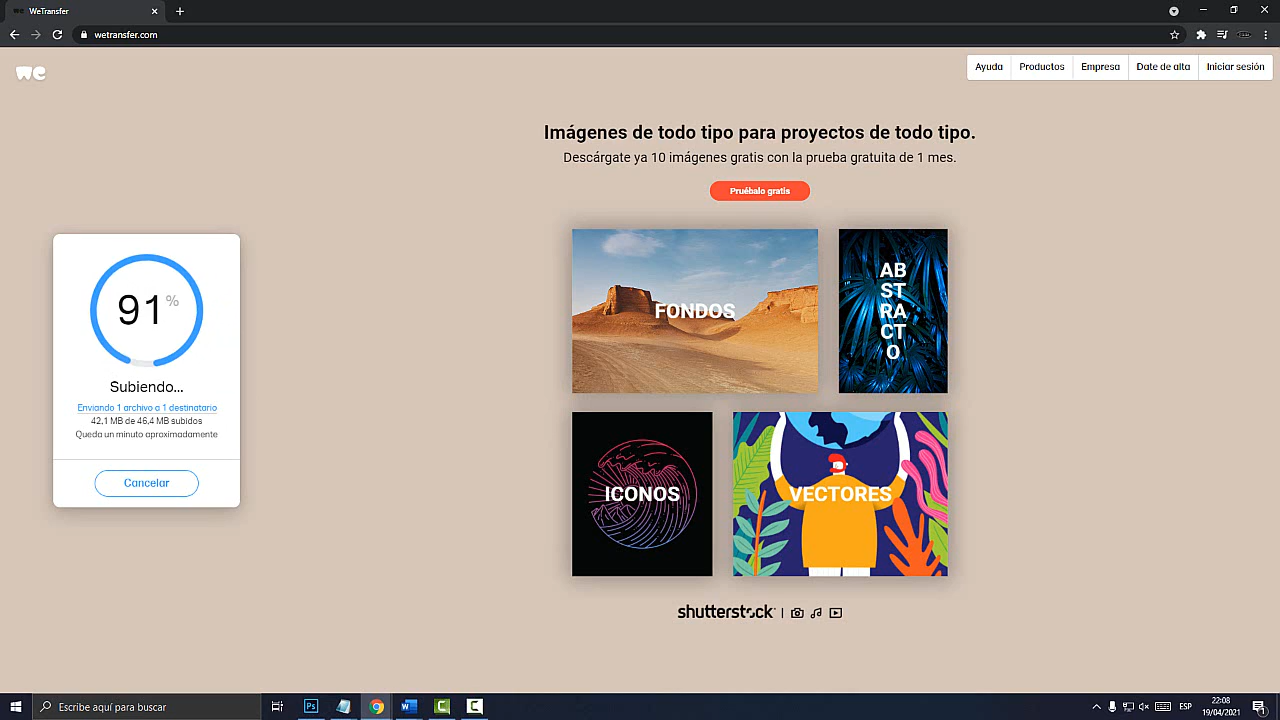 WeTransfer
wetransfer.com
we
Ayuda
Productos
Empresa
Date de alta
Iniciar sesión
Imágenes de todo tipo para proyectos de todo tipo.
Descárgate ya 10 imágenes gratis con la prueba gratuita de 1 mes.
Pruébalo gratis
FONDOS
AB
ST
RA
CT
O
91 %
Subiendo...
Enviando 1 archivo a 1 destinatario
42,1 MB de 46,4 MB subidos
Queda un minuto aproximadamente
Cancelar
ICONOS
VECTORES
shutterstock
Escribe aquí para buscar
Ps
ESP
22:08
19/04/2021